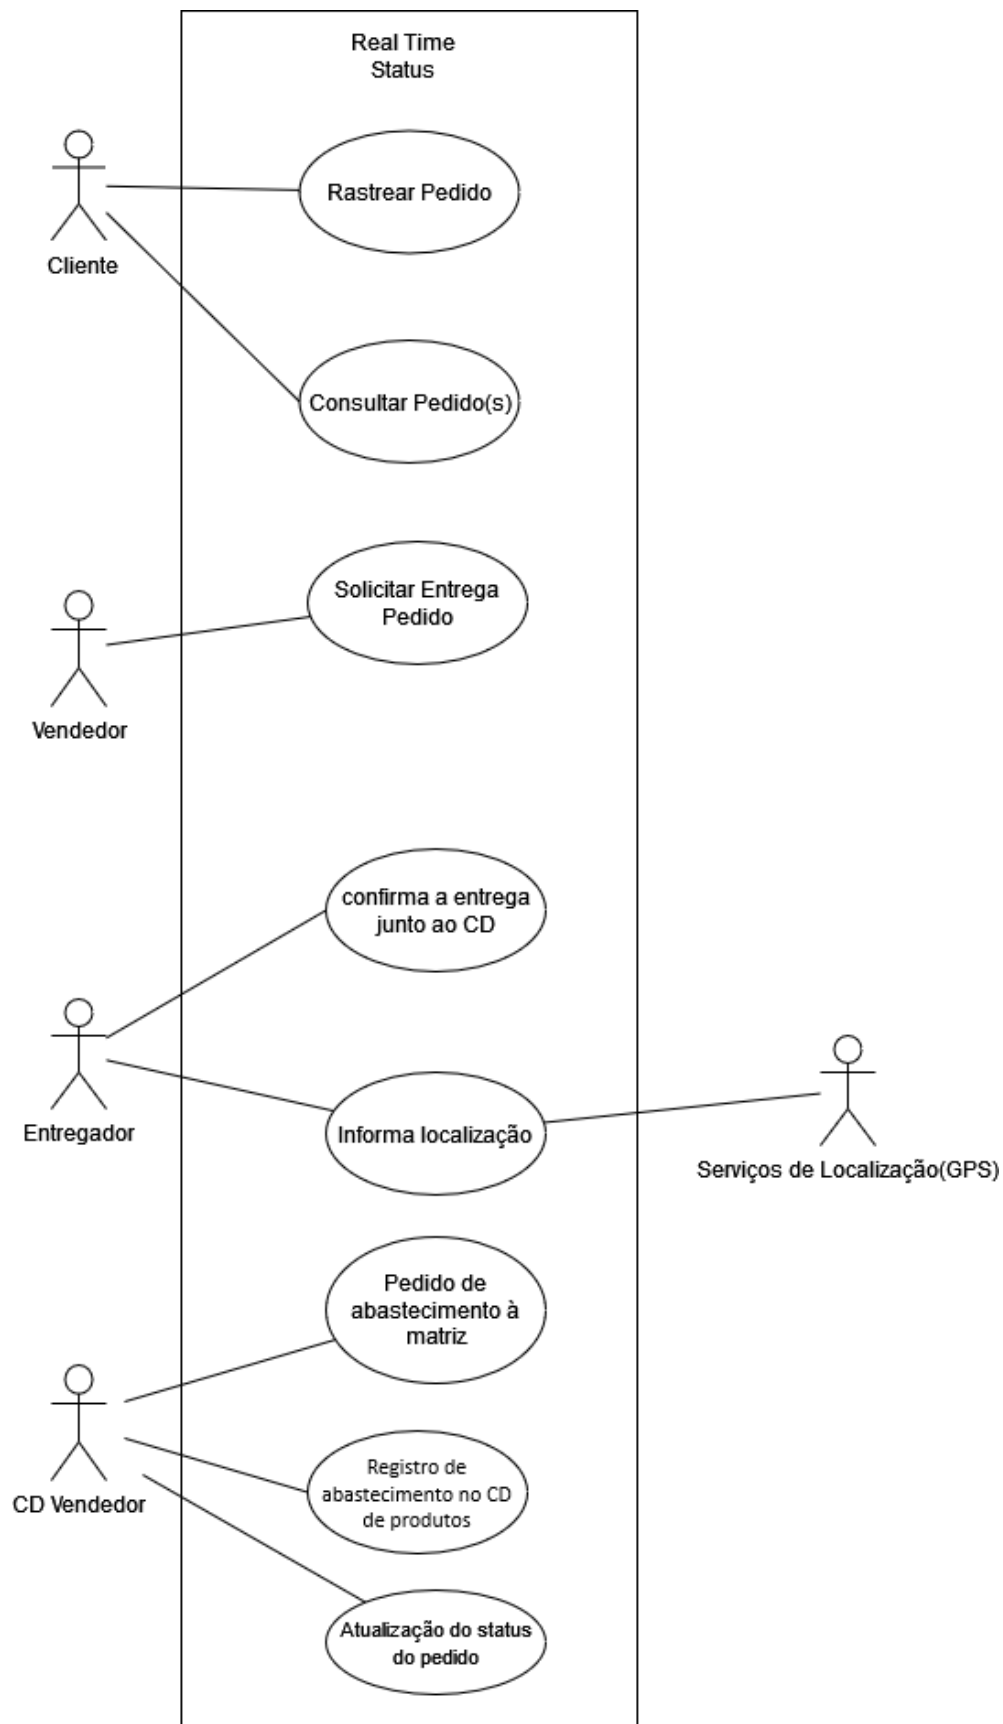 Real Time
Status
Rastrear Pedido
Cliente
Consultar Pedido(s)
Solicitar Entrega
Pedido
Vendedor
confirma a entrega
junto ao CD
Entregador
Informa localização
Serviços de Localização(GPS)
Pedido de
abastecimento à
matriz
CD Vendedor
Registro de
abastecimento no CD
de produtos
Atualização do status
do pedido